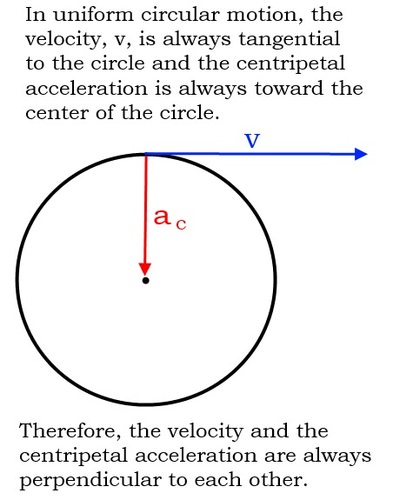 In uniform circular motion, the
velocity, v, is always tangential
to the circle and the centripetal
acceleration is always toward the
center of the circle.
v
a c
Therefore, the velocity and the
centripetal acceleration are always
perpendicular to each other.